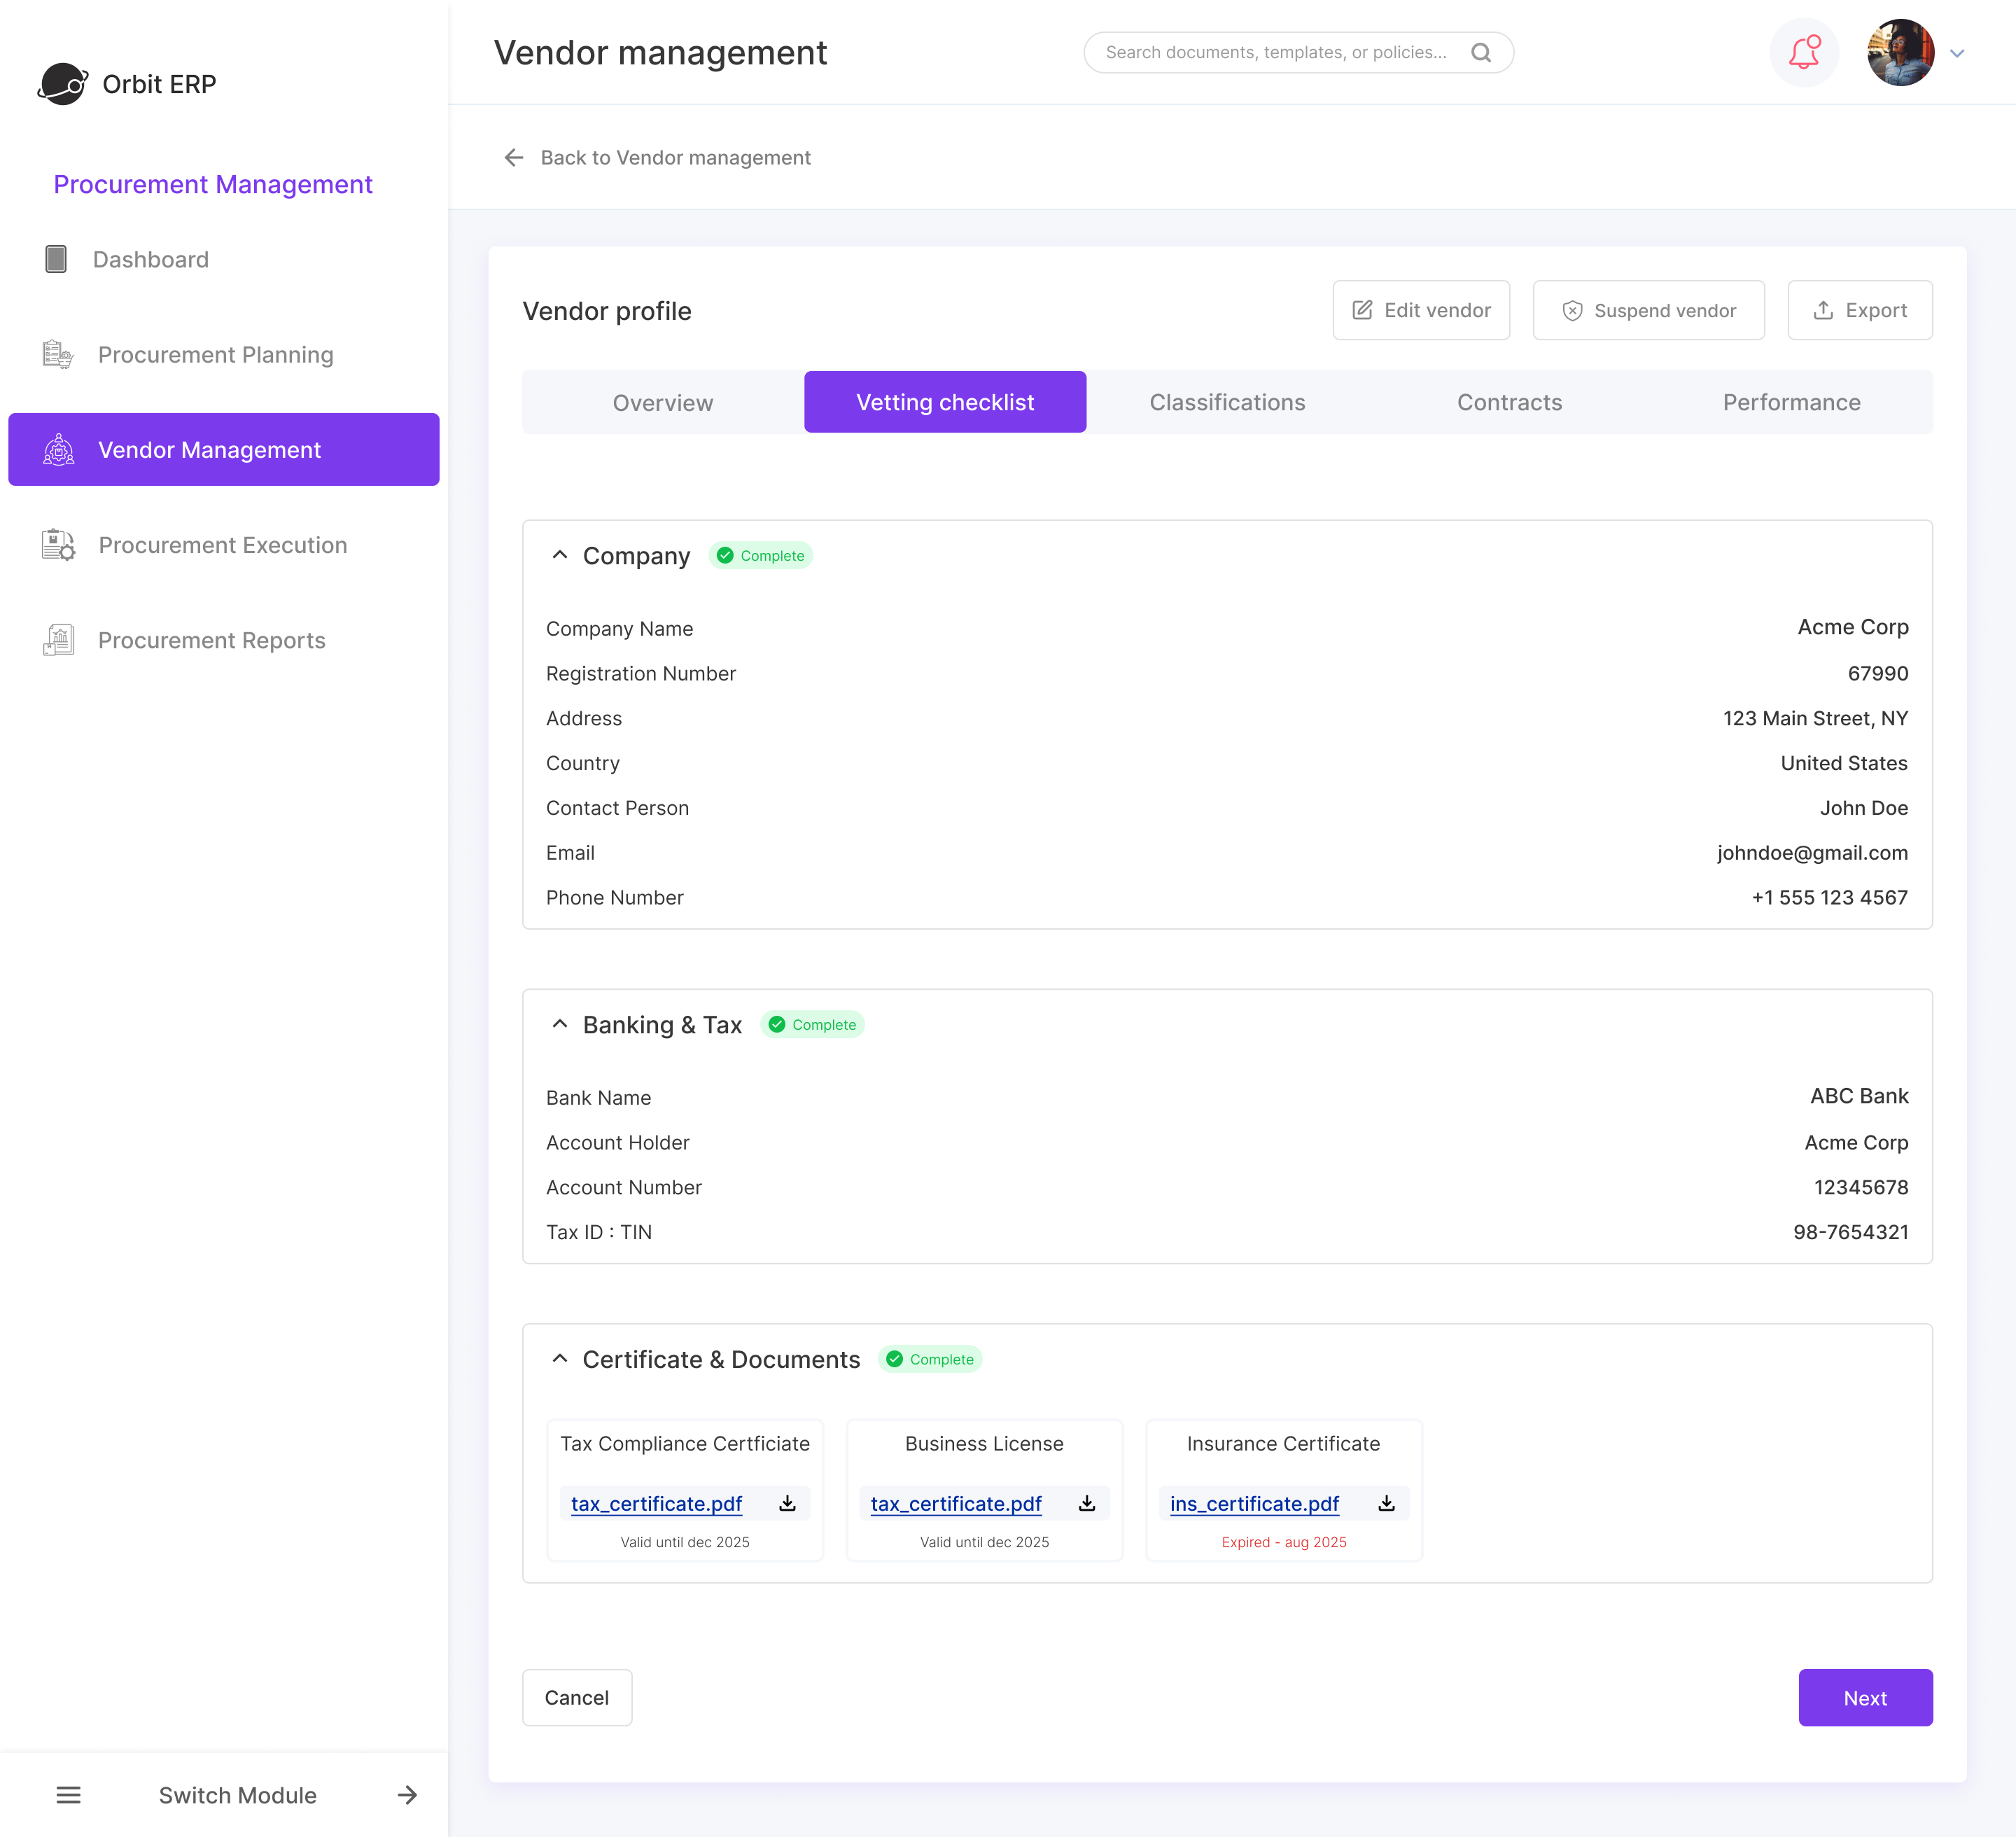 Orbit ERP
Procurement Management
Dashboard
Procurement Planning
Vendor Management
Procurement Execution
Procurement Reports
Switch Module
Vendor management
Search documents, templates, or policies...
Back to Vendor management
Vendor profile
Edit vendor
Suspend vendor
Export
Overview
Vetting checklist
Classifications
Contracts
Performance
Company
Complete
Company Name Acme Corp
Registration Number 67990
Address 123 Main Street, NY
Country United States
Contact Person John Doe
Email johndoe@gmail.com
Phone Number +1 555 123 4567
Banking & Tax
Complete
Bank Name ABC Bank
Account Holder Acme Corp
Account Number 12345678
Tax ID : TIN 98-7654321
Certificate & Documents
Complete
Tax Compliance Certficiate
tax_certificate.pdf
Valid until dec 2025
Business License
tax_certificate.pdf
Valid until dec 2025
Insurance Certificate
ins_certificate.pdf
Expired - aug 2025
Cancel
Next